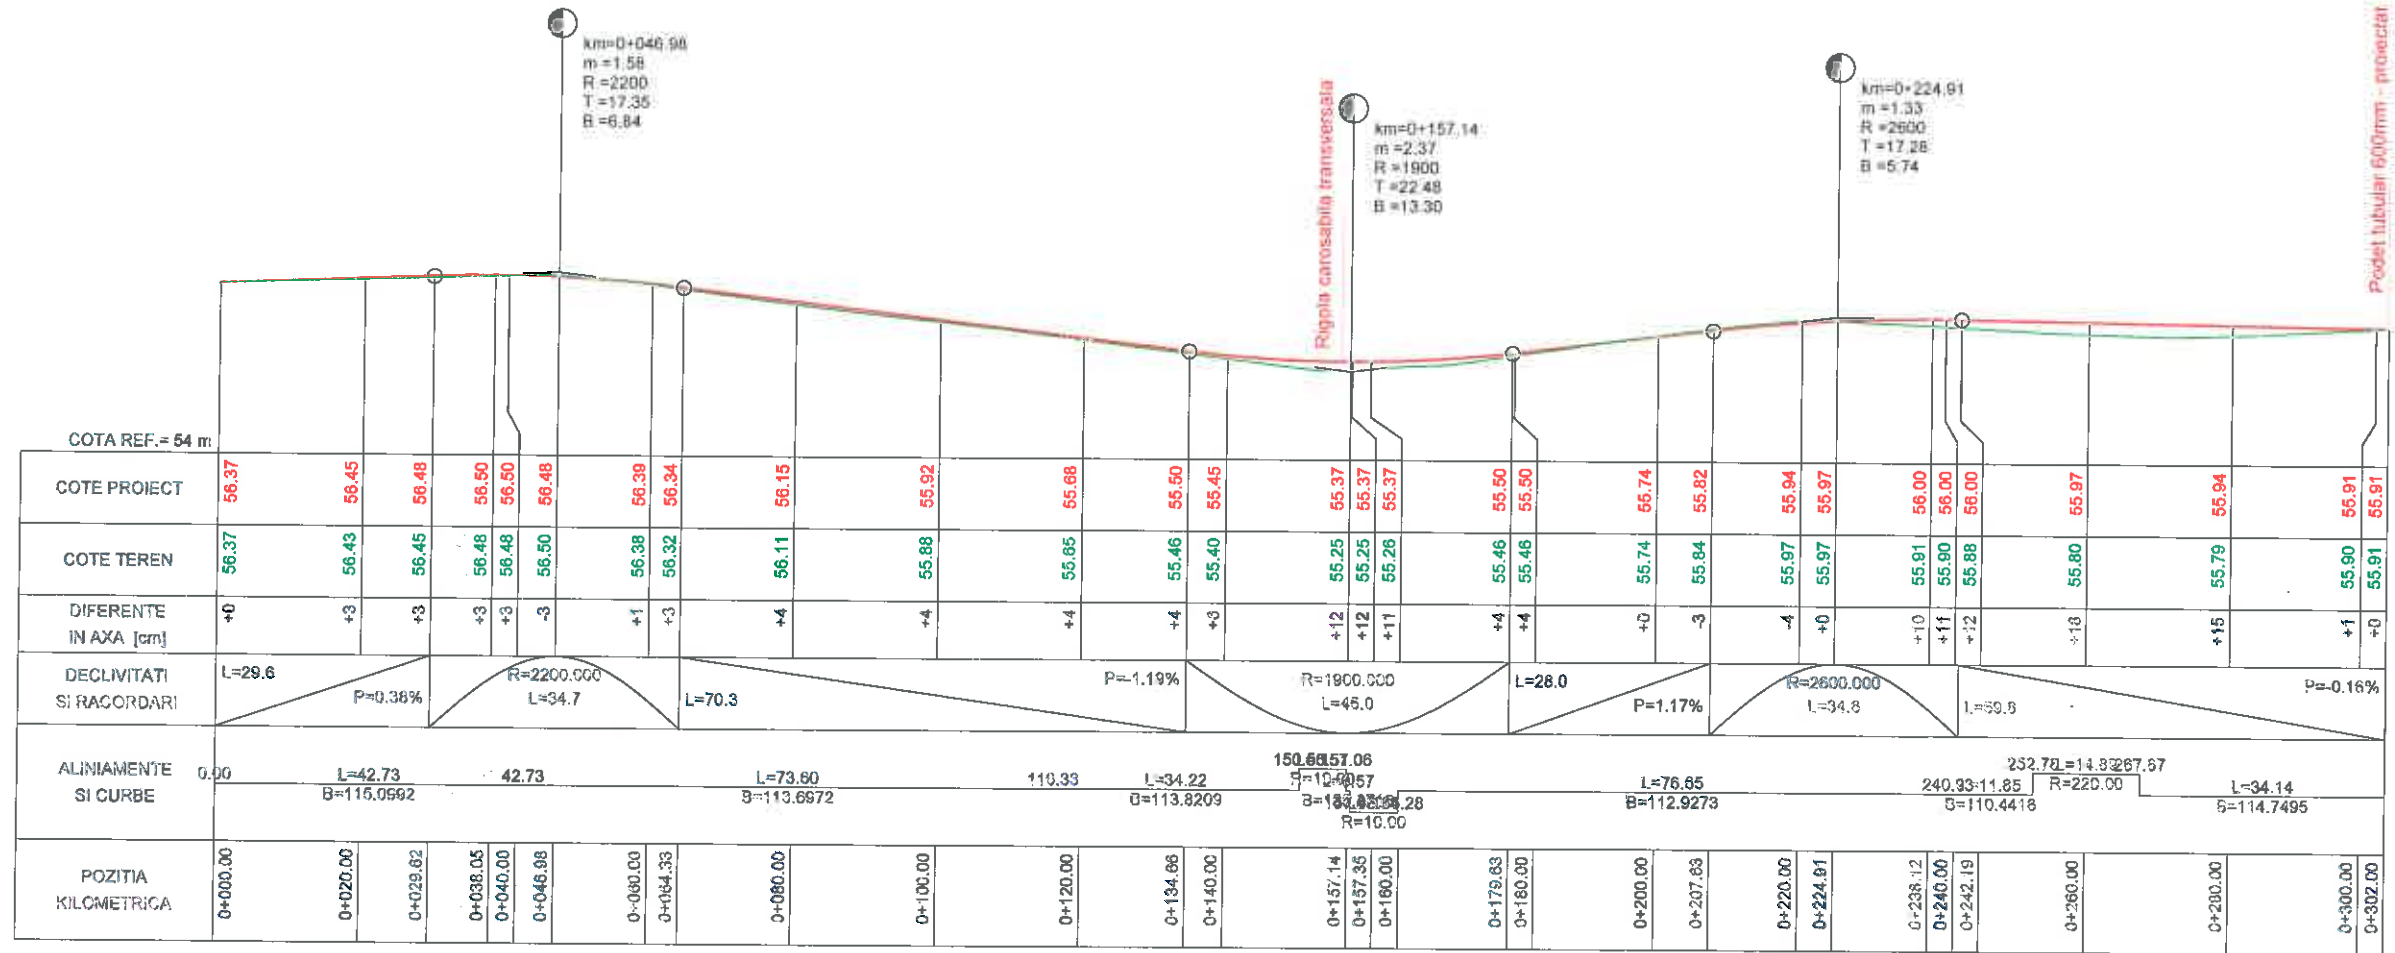 km=0+046.98
m =1.58
R =2200
T =17.35
B =6.84
Rigola carosabila transversala
km=0+157.14
m =2.37
R =1900
T =22.48
B =13.30
km=0+224.91
m =1.33
R =2600
T =17.28
B =5.74
Podet tubular 600mm - proiectat
COTA REF.= 54 m
COTE PROIECT 56.37 56.45 56.48 56.50 56.50 56.48 56.39 56.34 56.15 55.92 55.68 55.50 55.45 55.37 55.37 55.37 55.50 55.50 55.74 55.82 55.94 55.97 56.00 56.00 56.00 55.97 55.94 55.91 55.91
COTE TEREN 56.37 56.43 56.45 56.48 56.48 56.50 56.38 56.32 56.11 55.88 55.65 55.46 55.40 55.25 55.25 55.26 55.46 55.46 55.74 55.84 55.97 55.97 55.91 55.90 55.88 55.80 55.79 55.90 55.91
DIFERENTE
IN AXA [cm] +0 +3 +3 +3 +3 -3 +1 +3 +4 +4 +4 +4 +12 +12 +11 +4 +4 +0 -3 -4 +0 +10 +11 +12 +18 +15 +1 +0
DECLIVITATI
SI RACORDARI
L=29.6 P=0.38%
R=2200.000
L=34.7
L=70.3 P=-1.19%
R=1900.000
L=45.0
L=28.0 P=1.17%
R=2600.000
L=34.6
L=59.8 P=-0.16%
ALINIAMENTE
SI CURBE
0.00 L=42.73 42.73 L=73.60 L=34.22 157.06 L=76.65 240.93 11.85 252.78 L=14.89 267.67 L=34.14
B=115.0992 B=113.6972 B=113.8209 R=10.00 B=112.9273 B=110.4418 R=220.00 B=114.7495
R=10.00
POZITIA
KILOMETRICA 0+000.00 0+020.00 0+029.62 0+038.05 0+040.00 0+046.98 0+060.00 0+064.33 0+080.00 0+100.00 0+120.00 0+134.66 0+140.00 0+157.14 0+157.35 0+160.00 0+179.63 0+180.00 0+200.00 0+207.63 0+220.00 0+224.91 0+238.12 0+240.00 0+242.19 0+260.00 0+280.00 0+300.00 0+302.00